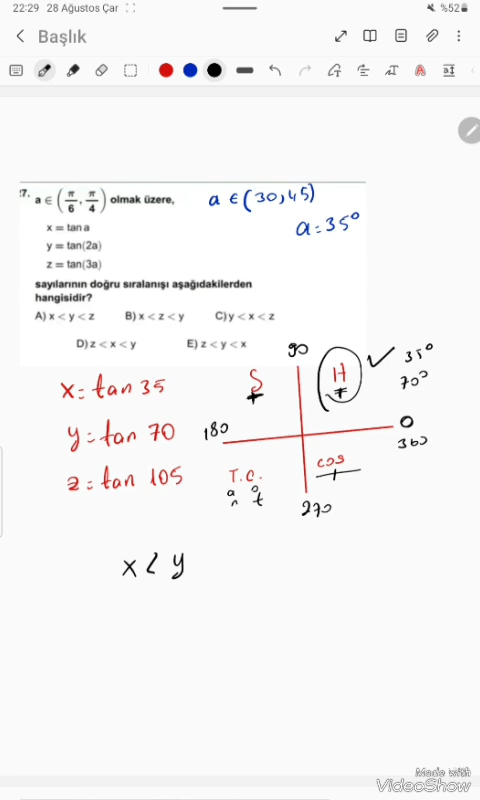 22:29 28 Ağustos Çar %52
Başlık
27. a ∈ (π/6, π/4) olmak üzere,
a ∈ (30,45)
a = 35°
x = tan a
y = tan(2a)
z = tan(3a)
sayılarının doğru sıralanışı aşağıdakilerden
hangisidir?
A) x < y < z B) x < z < y C) y < x < z
D) z < x < y E) z < y < x
90
x = tan 35
S
+
H
+
✓ 35°
70°
y = tan 70
180
0
360
z = tan 105
T.C.
a o
n t
cos
+
270
x < y
Made with
VideoShow